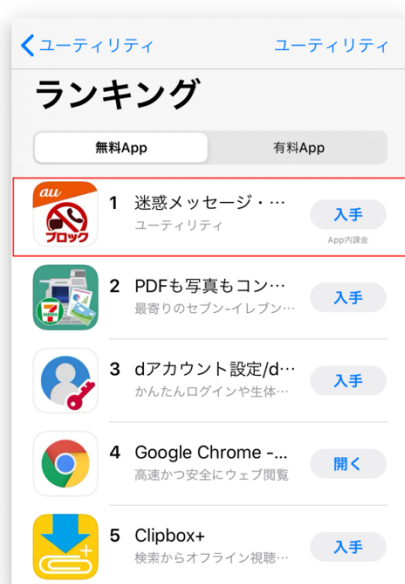 ユーティリティ ユーティリティ
ランキング
無料App 有料App
au
ブロック
1 迷惑メッセージ・…
ユーティリティ
入手
App内課金
2 PDFも写真もコン…
最寄りのセブン-イレブン…
入手
3 dアカウント設定/d…
かんたんログインや生体…
入手
4 Google Chrome -...
高速かつ安全にウェブ閲覧
開く
5 Clipbox+
検索からオフライン視聴…
入手